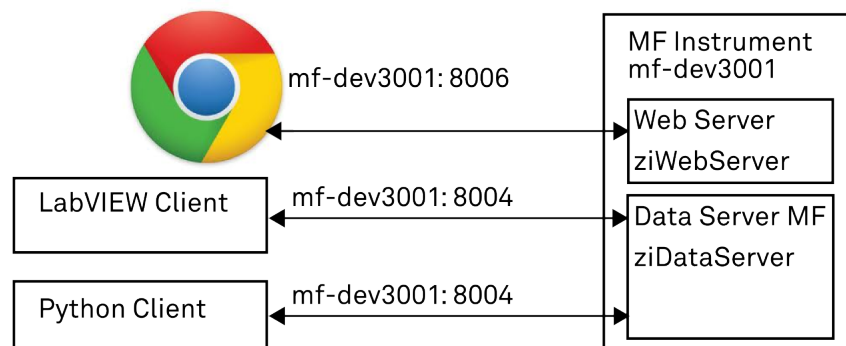 MF Instrument
mf-dev3001
mf-dev3001: 8006
Web Server
ziWebServer
LabVIEW Client
mf-dev3001: 8004
Data Server MF
ziDataServer
Python Client
mf-dev3001: 8004